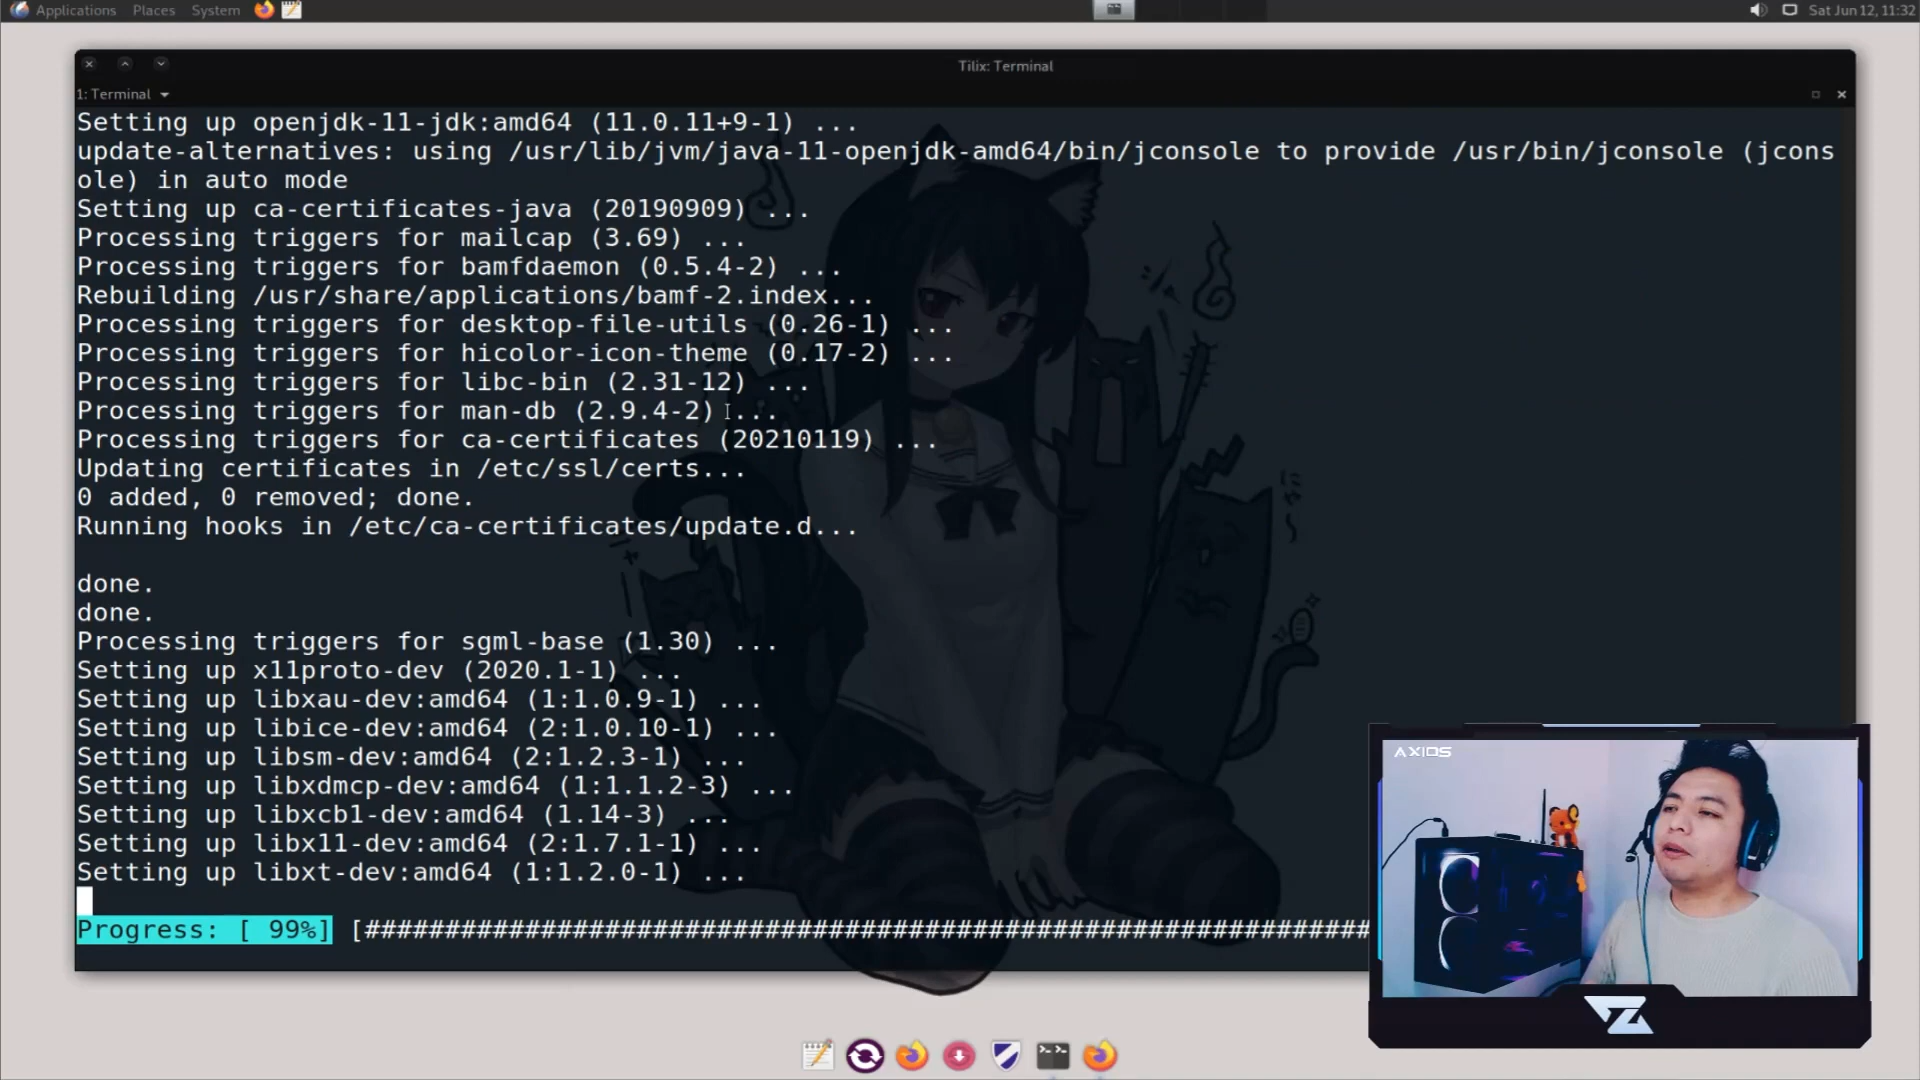 Applications Places System
Sat Jun 12, 11:32
Tilix: Terminal
1: Terminal
Setting up openjdk-11-jdk:amd64 (11.0.11+9-1) ...
update-alternatives: using /usr/lib/jvm/java-11-openjdk-amd64/bin/jconsole to provide /usr/bin/jconsole (jcons
ole) in auto mode
Setting up ca-certificates-java (20190909) ...
Processing triggers for mailcap (3.69) ...
Processing triggers for bamfdaemon (0.5.4-2) ...
Rebuilding /usr/share/applications/bamf-2.index...
Processing triggers for desktop-file-utils (0.26-1) ...
Processing triggers for hicolor-icon-theme (0.17-2) ...
Processing triggers for libc-bin (2.31-12) ...
Processing triggers for man-db (2.9.4-2) ...
Processing triggers for ca-certificates (20210119) ...
Updating certificates in /etc/ssl/certs...
0 added, 0 removed; done.
Running hooks in /etc/ca-certificates/update.d...
done.
done.
Processing triggers for sgml-base (1.30) ...
Setting up x11proto-dev (2020.1-1) ...
Setting up libxau-dev:amd64 (1:1.0.9-1) ...
Setting up libice-dev:amd64 (2:1.0.10-1) ...
Setting up libsm-dev:amd64 (2:1.2.3-1) ...
Setting up libxdmcp-dev:amd64 (1:1.1.2-3) ...
Setting up libxcb1-dev:amd64 (1.14-3) ...
Setting up libx11-dev:amd64 (2:1.7.1-1) ...
Setting up libxt-dev:amd64 (1:1.2.0-1) ...
Progress: [ 99%] [###############################################################
AXIOS